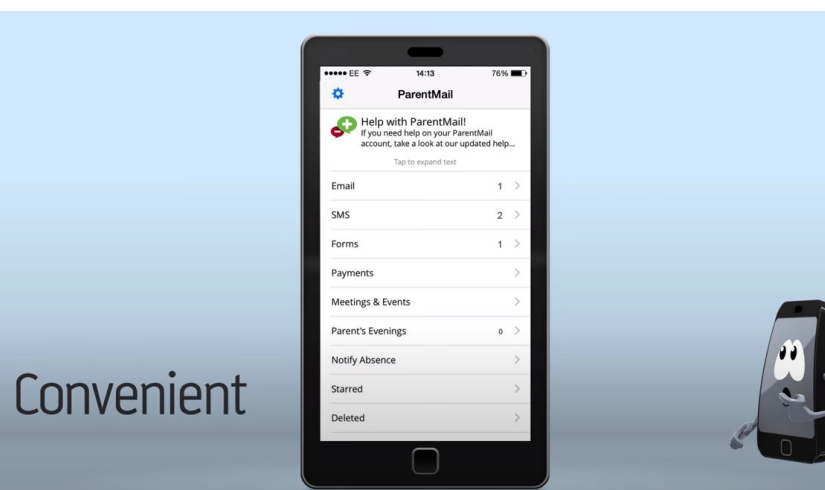 EE 14:13 76%
ParentMail
Help with ParentMail!
If you need help on your ParentMail
account, take a look at our updated help...
Tap to expand text
Email 1
SMS 2
Forms 1
Payments
Meetings & Events
Parent's Evenings 0
Notify Absence
Starred
Deleted
Convenient